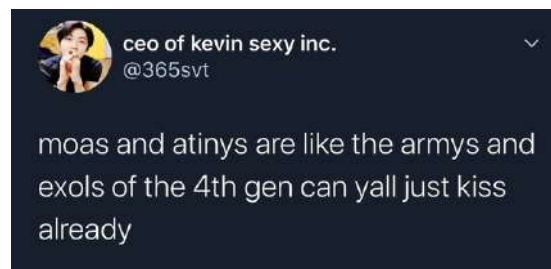 ceo of kevin sexy inc.
@365svt
moas and atinys are like the armys and
exols of the 4th gen can yall just kiss
already